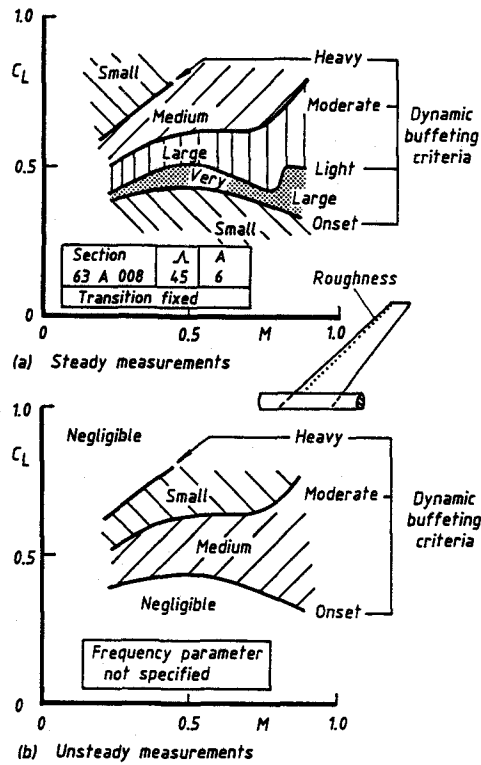 1.0
C_L
0.5
0
Small
Medium
Large
Very
Large
Small
Heavy
Moderate
Light
Onset
Dynamic
buffeting
criteria
Section Λ A
63 A 008 45 6
Transition fixed
0 0.5 M 1.0
(a) Steady measurements
Roughness
1.0
C_L
0.5
0
Negligible
Small
Medium
Negligible
Heavy
Moderate
Onset
Dynamic
buffeting
criteria
Frequency parameter
not specified
0 0.5 M 1.0
(b) Unsteady measurements